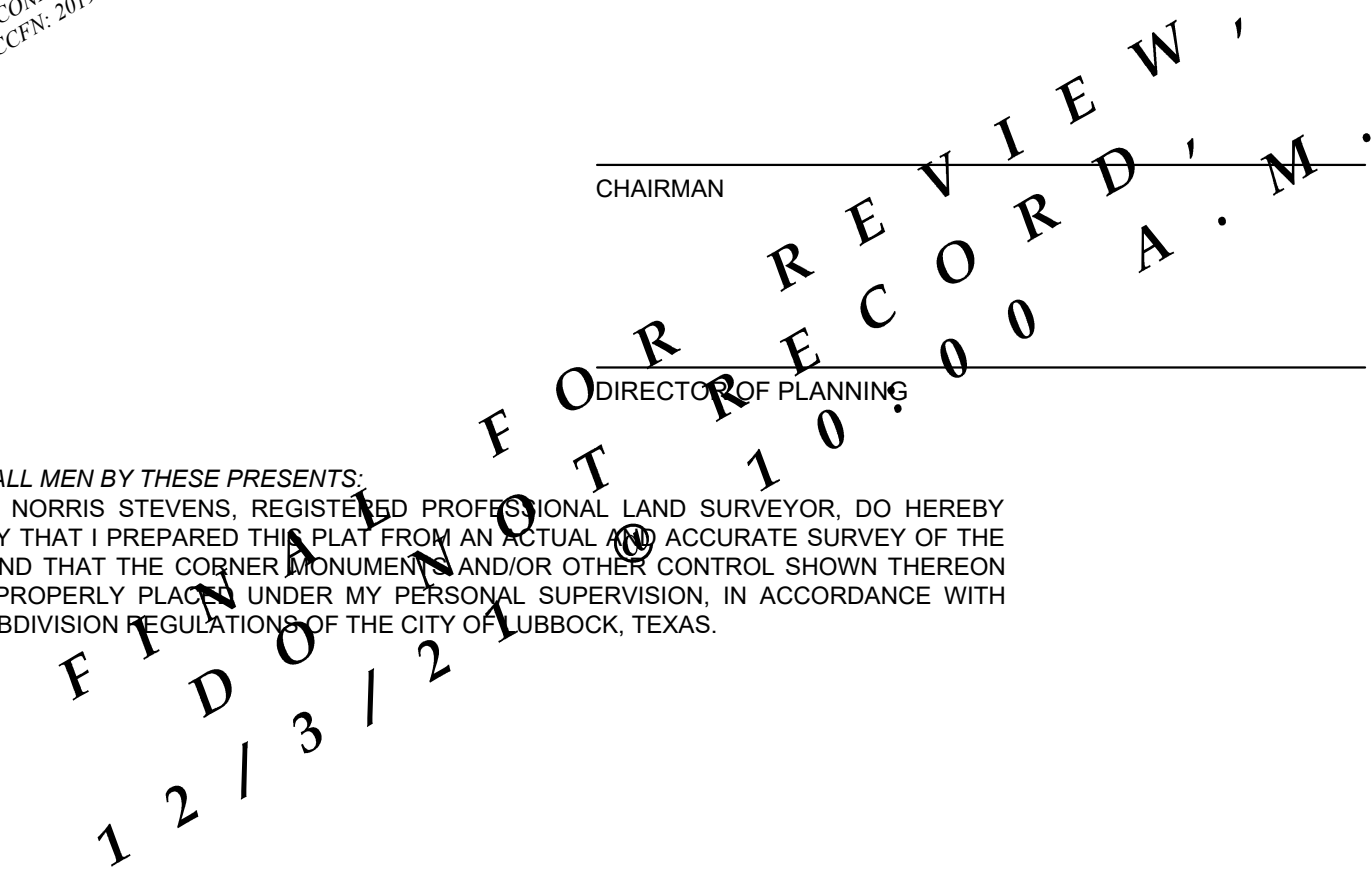 CCFN: 201
CHAIRMAN
DIRECTOR OF PLANNING
ALL MEN BY THESE PRESENTS:
NORRIS STEVENS, REGISTERED PROFESSIONAL LAND SURVEYOR, DO HEREBY
Y THAT I PREPARED THIS PLAT FROM AN ACTUAL AND ACCURATE SURVEY OF THE
ND THAT THE CORNER MONUMENTS AND/OR OTHER CONTROL SHOWN THEREON
PROPERLY PLACED UNDER MY PERSONAL SUPERVISION, IN ACCORDANCE WITH
BDIVISION REGULATIONS OF THE CITY OF LUBBOCK, TEXAS.
FINAL FOR REVIEW,
DO NOT RECORD,
12/3/21 @ 10:00 A.M.